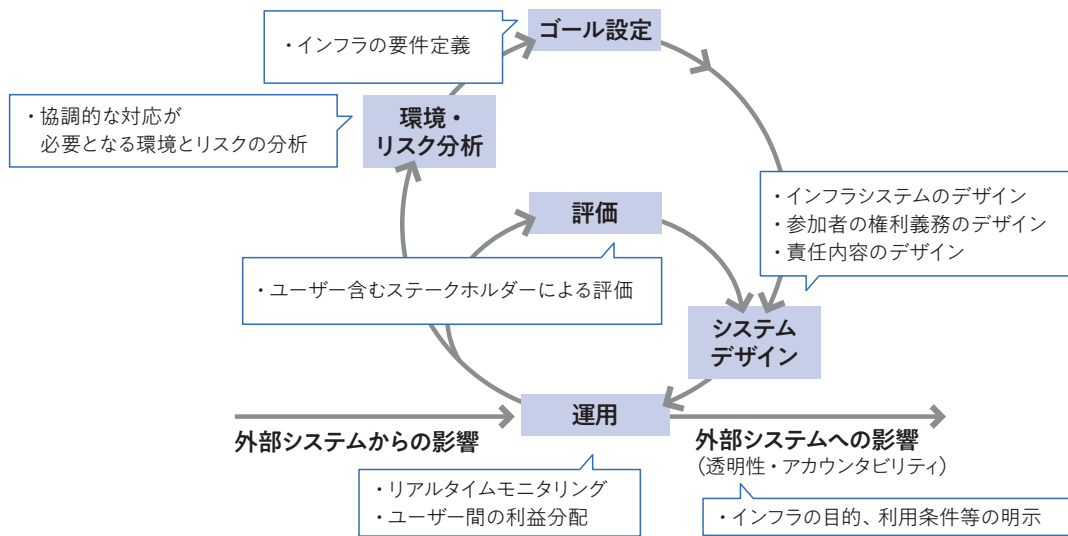 ゴール設定
・インフラの要件定義
環境・
リスク分析
・協調的な対応が
必要となる環境とリスクの分析
・インフラシステムのデザイン
・参加者の権利義務のデザイン
・責任内容のデザイン
評価
・ユーザー含むステークホルダーによる評価
システム
デザイン
運用
外部システムからの影響
外部システムへの影響
（透明性・アカウンタビリティ）
・リアルタイムモニタリング
・ユーザー間の利益分配
・インフラの目的、利用条件等の明示